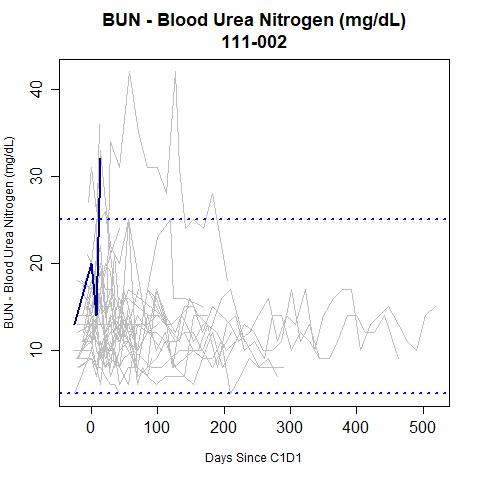 BUN - Blood Urea Nitrogen (mg/dL)
111-002
BUN - Blood Urea Nitrogen (mg/dL)
40
30
20
10
0 100 200 300 400 500
Days Since C1D1